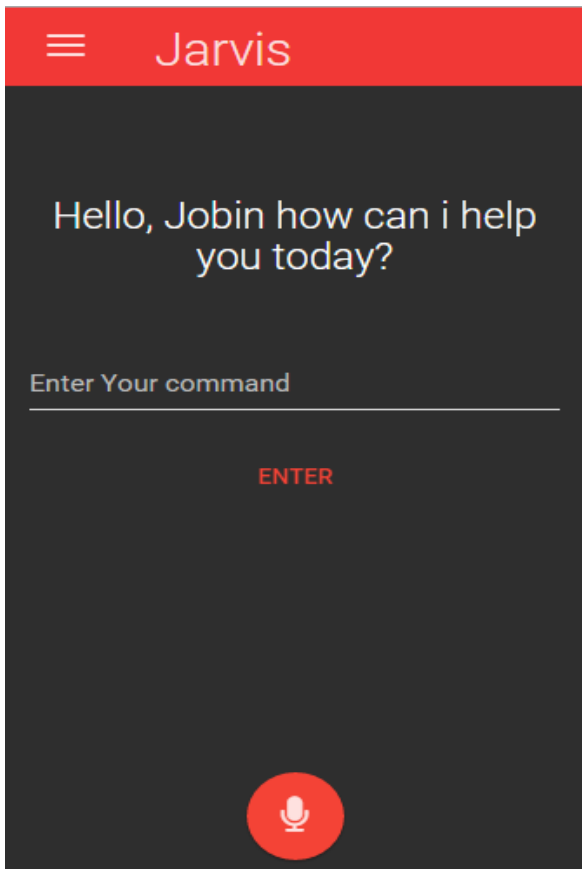 Jarvis
Hello, Jobin how can i help
you today?
Enter Your command
ENTER